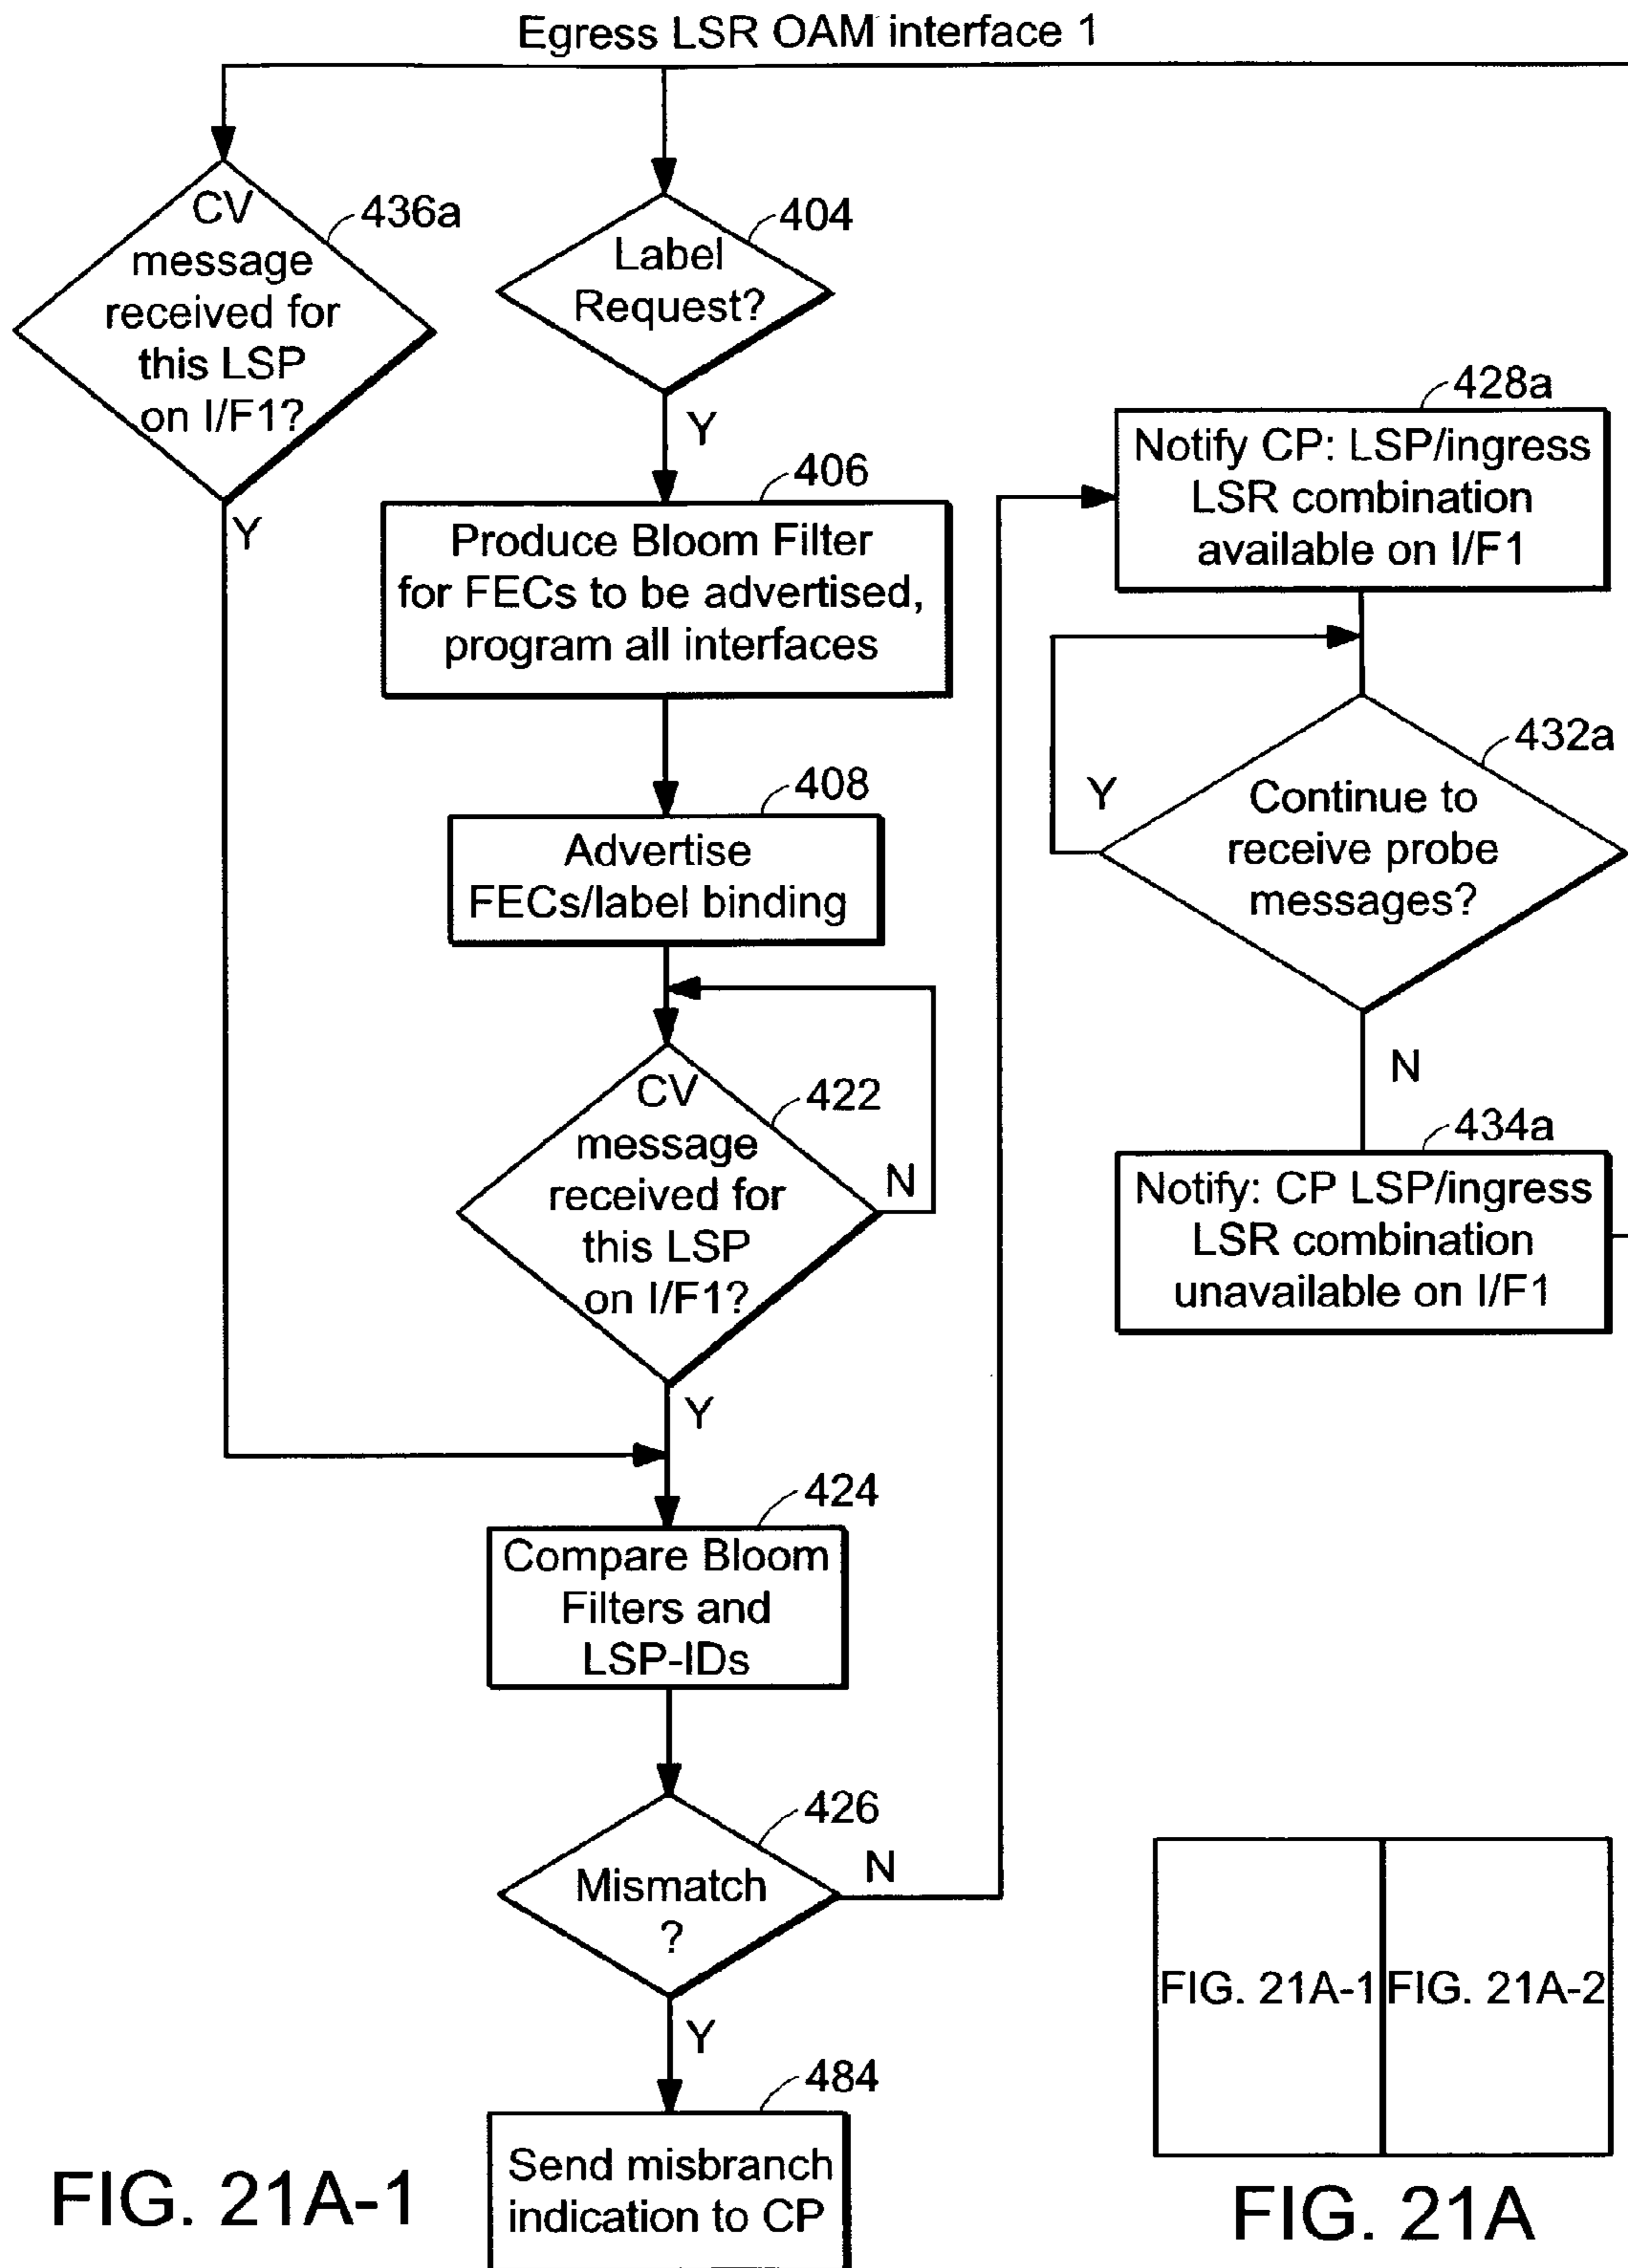 Egress LSR OAM interface 1
CV
message
received for
this LSP
on I/F1?
436a
Y
Label
Request?
404
Y
406
Produce Bloom Filter
for FECs to be advertised,
program all interfaces
408
Advertise
FECs/label binding
CV
message
received for
this LSP
on I/F1?
422
N
Y
424
Compare Bloom
Filters and
LSP-IDs
426
Mismatch
?
N
Y
484
Send misbranch
indication to CP
428a
Notify CP: LSP/ingress
LSR combination
available on I/F1
432a
Y
Continue to
receive probe
messages?
N
434a
Notify: CP LSP/ingress
LSR combination
unavailable on I/F1
FIG. 21A-1
FIG. 21A-1
FIG. 21A-2
FIG. 21A